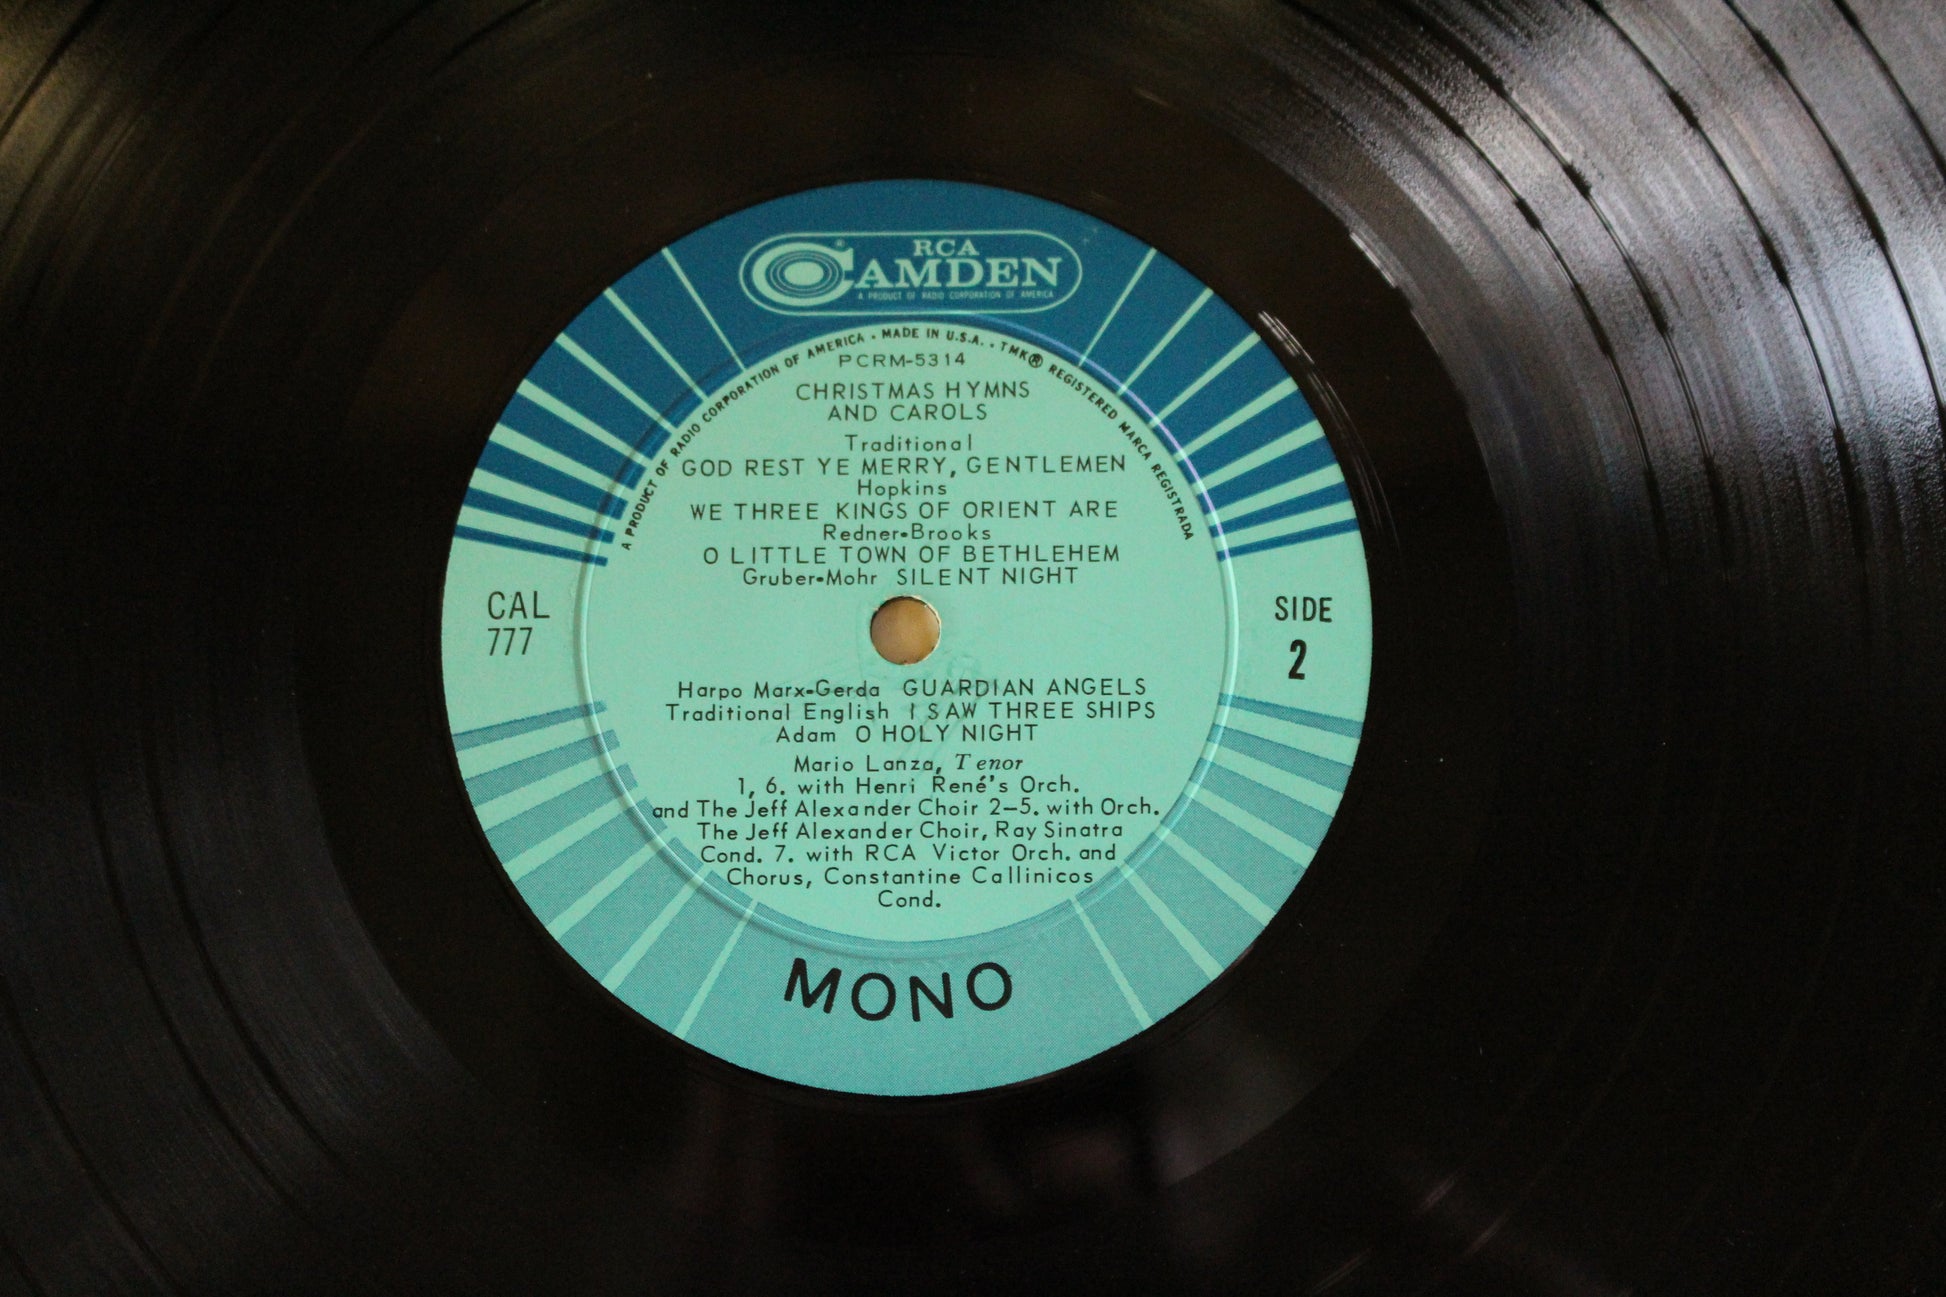 RCA
CAMDEN
A PRODUCT OF RADIO CORPORATION OF AMERICA
A PRODUCT OF RADIO CORPORATION OF AMERICA • MADE IN U.S.A. • TMK® REGISTERED MARCA REGISTRADA
PCRM-5314
CHRISTMAS HYMNS
AND CAROLS
Traditional
GOD REST YE MERRY, GENTLEMEN
Hopkins
WE THREE KINGS OF ORIENT ARE
Redner-Brooks
O LITTLE TOWN OF BETHLEHEM
Gruber-Mohr SILENT NIGHT
CAL
777
SIDE
2
Harpo Marx-Gerda GUARDIAN ANGELS
Traditional English I SAW THREE SHIPS
Adam O HOLY NIGHT
Mario Lanza, Tenor
1, 6. with Henri René's Orch.
and The Jeff Alexander Choir 2–5. with Orch.
The Jeff Alexander Choir, Ray Sinatra
Cond. 7. with RCA Victor Orch. and
Chorus, Constantine Callinicos
Cond.
MONO